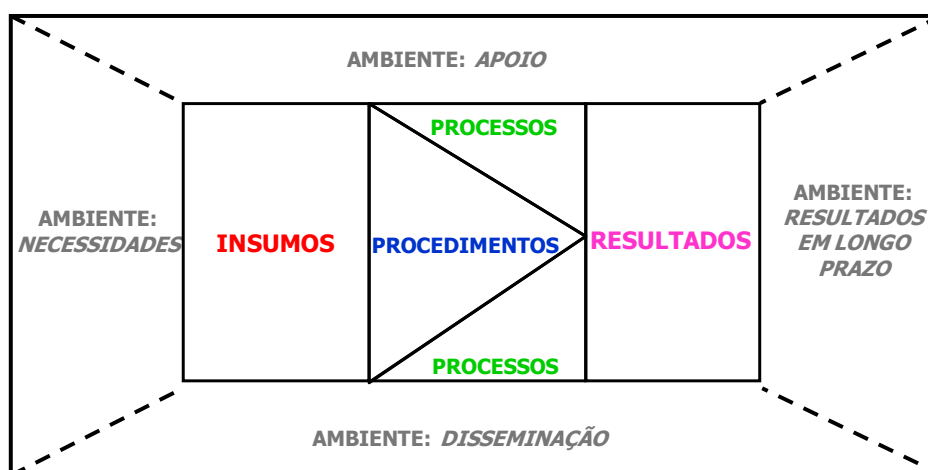 AMBIENTE: APOIO
PROCESSOS
AMBIENTE:
NECESSIDADES
INSUMOS
PROCEDIMENTOS
RESULTADOS
AMBIENTE:
RESULTADOS
EM LONGO
PRAZO
PROCESSOS
AMBIENTE: DISSEMINAÇÃO